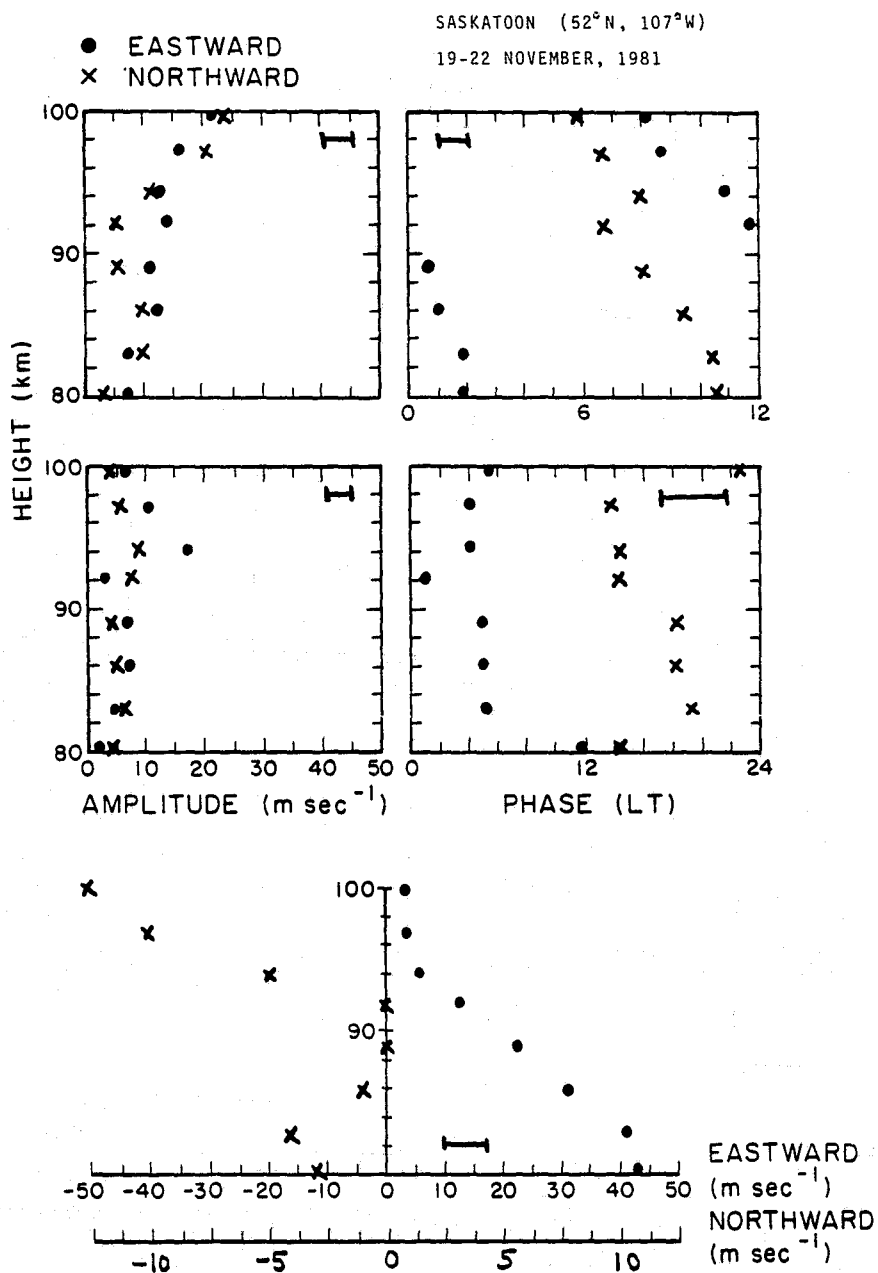 SASKATOON (52°N, 107°W)
19-22 NOVEMBER, 1981
● EASTWARD
× NORTHWARD
100
90
80
0 6 12
HEIGHT (km)
100
90
80
0 10 20 30 40 50
0 12 24
AMPLITUDE (m sec⁻¹) PHASE (LT)
100
90
-50 -40 -30 -20 -10 0 10 20 30 40 50
EASTWARD
(m sec⁻¹)
NORTHWARD
(m sec⁻¹)
-10 -5 0 5 10